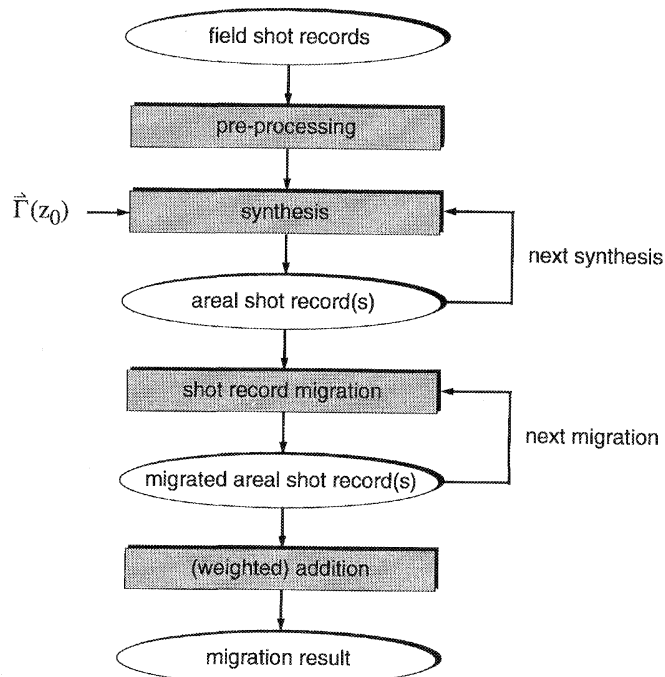 field shot records
pre-processing
Γ⃗(z₀)
synthesis
next synthesis
areal shot record(s)
shot record migration
next migration
migrated areal shot record(s)
(weighted) addition
migration result